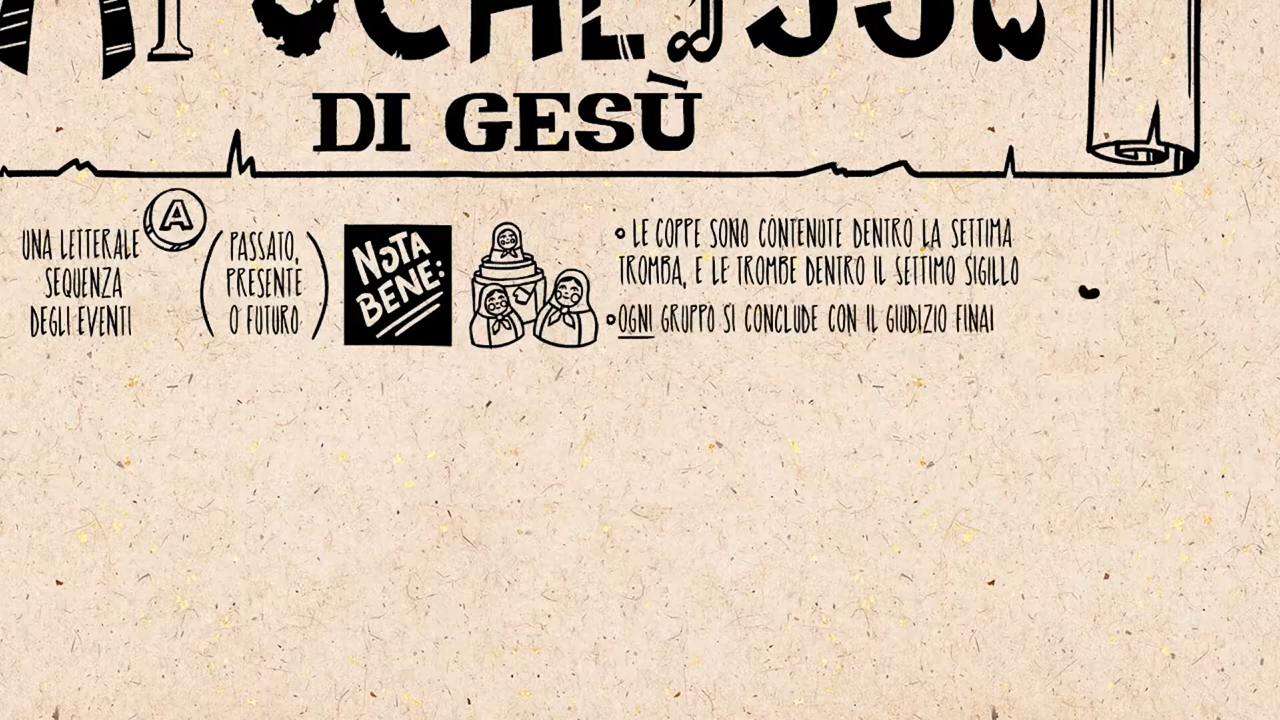 DI GESÙ
UNA LETTERALE
SEQUENZA
DEGLI EVENTI
A
(PASSATO,
PRESENTE
O FUTURO)
NOTA
BENE:
• LE COPPE SONO CONTENUTE DENTRO LA SETTIMA
TROMBA, E LE TROMBE DENTRO IL SETTIMO SIGILLO
• OGNI GRUPPO SI CONCLUDE CON IL GIUDIZIO FINAL